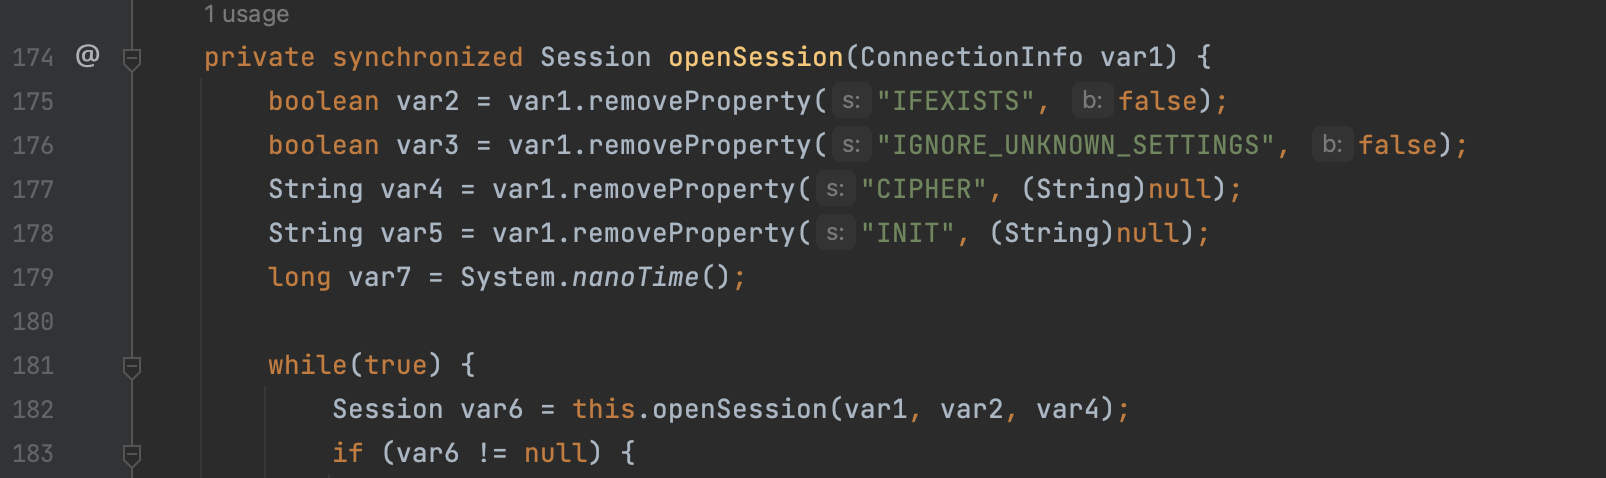 1 usage
174 @ private synchronized Session openSession(ConnectionInfo var1) {
175 boolean var2 = var1.removeProperty( s: "IFEXISTS", b: false);
176 boolean var3 = var1.removeProperty( s: "IGNORE_UNKNOWN_SETTINGS", b: false);
177 String var4 = var1.removeProperty( s: "CIPHER", (String)null);
178 String var5 = var1.removeProperty( s: "INIT", (String)null);
179 long var7 = System.nanoTime();
180
181 while(true) {
182 Session var6 = this.openSession(var1, var2, var4);
183 if (var6 != null) {